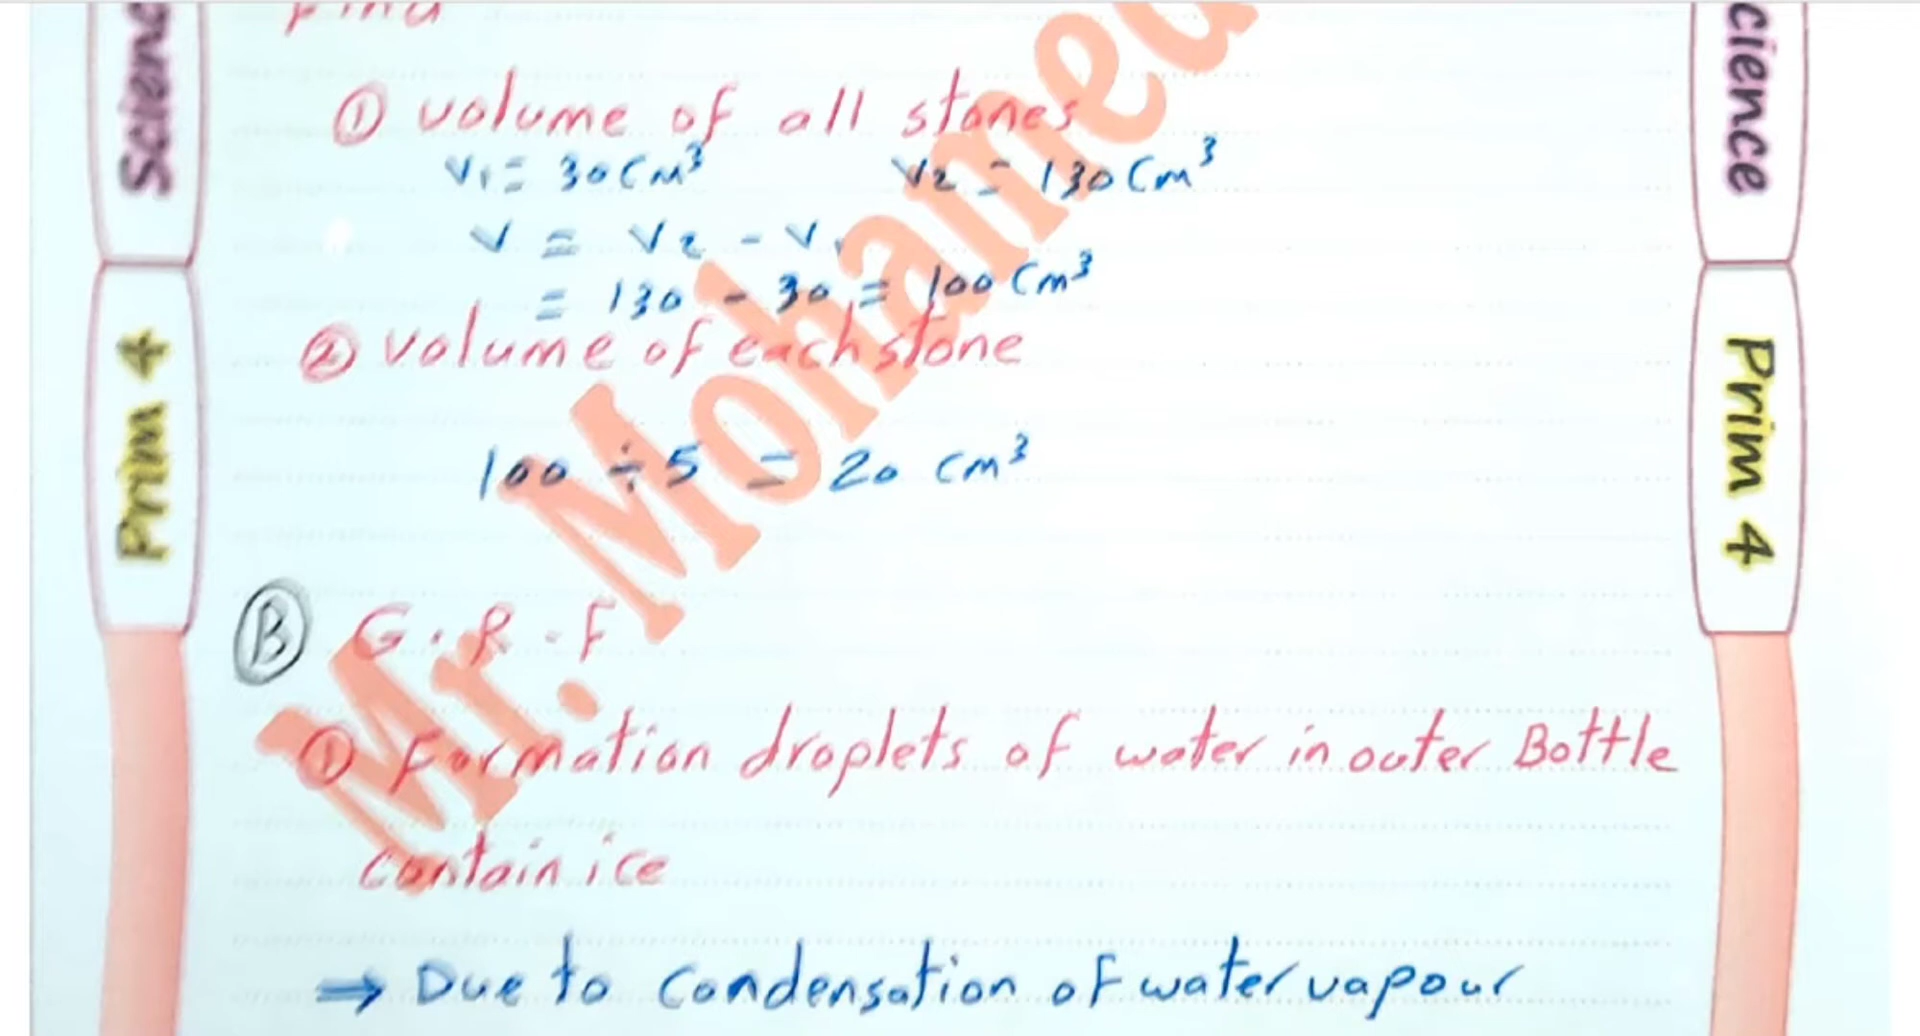 Find
① volume of all stones
V1 = 30 Cm³ V2 = 130 Cm³
V = V2 - V1
= 130 - 30 = 100 Cm³
② volume of each stone
100 ÷ 5 = 20 Cm³
Ⓑ G.R.F
① Formation droplets of water in outer Bottle
contain ice
⇒ Due to Condensation of water vapour
Mr. Mohamed
Science
Prim 4
Science
Prim 4